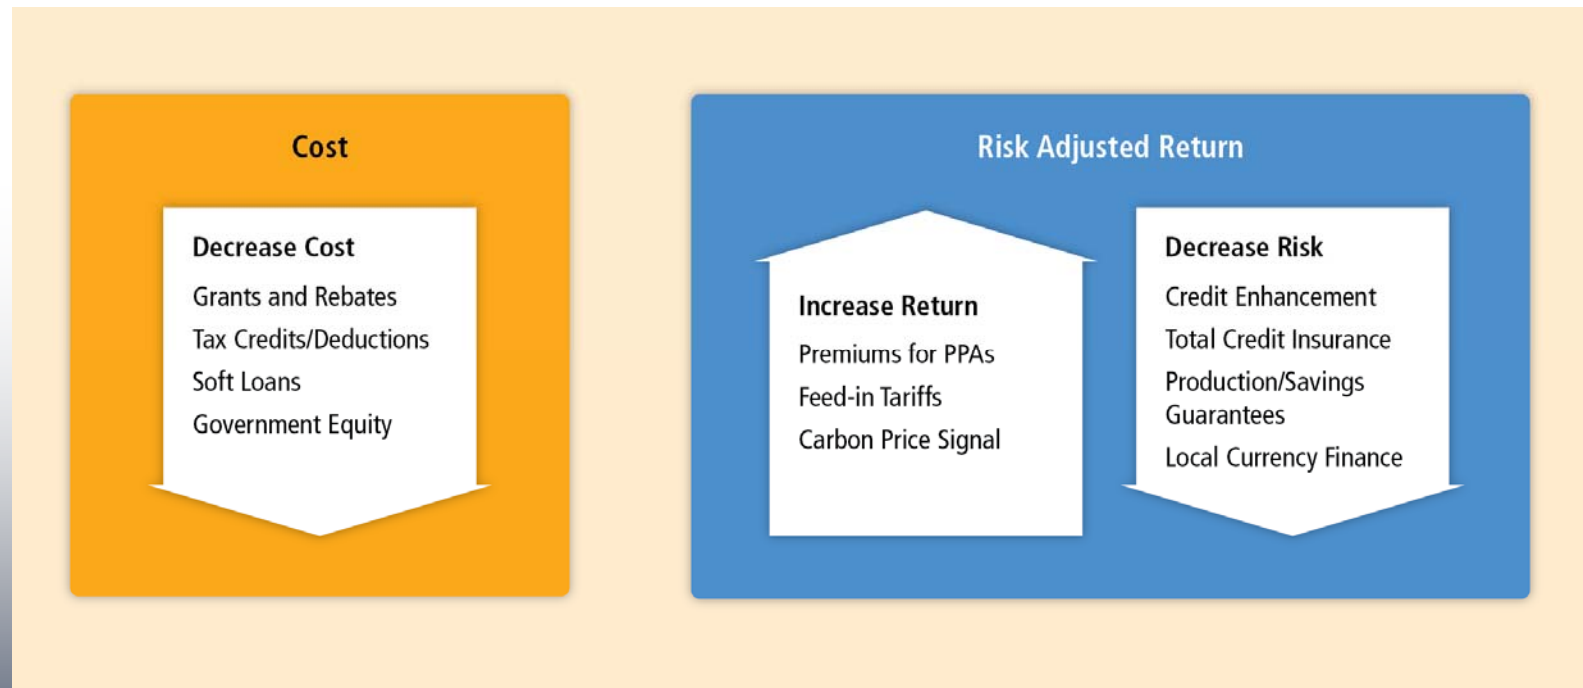 Cost
Decrease Cost
Grants and Rebates
Tax Credits/Deductions
Soft Loans
Government Equity
Risk Adjusted Return
Increase Return
Premiums for PPAs
Feed-in Tariffs
Carbon Price Signal
Decrease Risk
Credit Enhancement
Total Credit Insurance
Production/Savings
Guarantees
Local Currency Finance